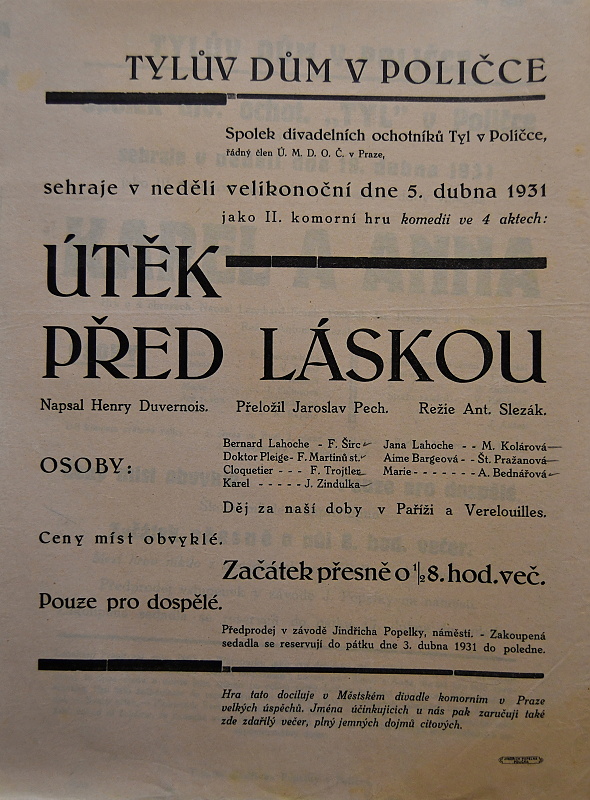 TYLŮV DŮM V POLIČCE
Spolek divadelních ochotníků Tyl v Poličce,
řádný člen Ú. M. D. O. Č. v Praze,
sehraje v neděli velikonoční dne 5. dubna 1931
jako II. komorní hru komedii ve 4 aktech:
ÚTĚK
PŘED LÁSKOU
Napsal Henry Duvernois. Přeložil Jaroslav Pech. Režie Ant. Slezák.
OSOBY:
Bernard Lahoche - F. Širc
Doktor Pleige - F. Martinů st.
Cloquetier - - - F. Trojtler
Karel - - - - - J. Zindulka
Jana Lahoche - - M. Kolárová
Aime Bargeová - - Št. Pražanová
Marie - - - - - - - A. Bednářová
Děj za naší doby v Paříži a Verelouilles.
Ceny míst obvyklé.
Začátek přesně o 1/2 8. hod. več.
Pouze pro dospělé.
Předprodej v závodě Jindřicha Popelky, náměstí. - Zakoupená
sedadla se reservují do pátku dne 3. dubna 1931 do poledne.
Hra tato dociluje v Městském divadle komorním v Praze
velkých úspěchů. Jména účinkujících u nás pak zaručují také
zde zdařilý večer, plný jemných dojmů citových.